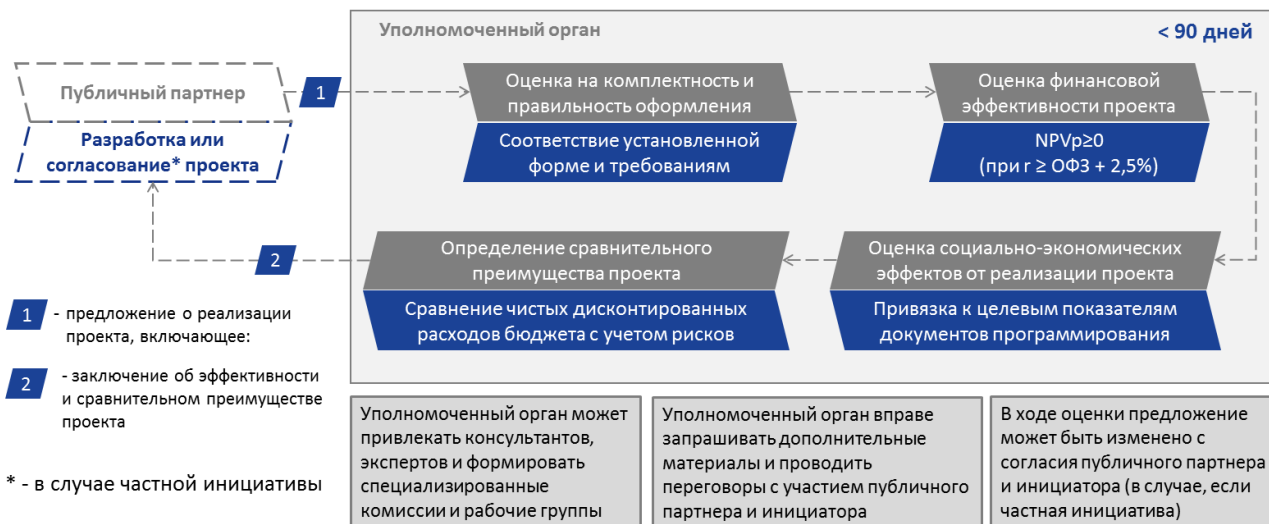 Уполномоченный орган
< 90 дней
Публичный партнер
Разработка или
согласование* проекта
1
Оценка на комплектность и
правильность оформления
Соответствие установленной
форме и требованиям
Оценка финансовой
эффективности проекта
NPVp≥0
(при r ≥ ОФЗ + 2,5%)
Оценка социально-экономических
эффектов от реализации проекта
Привязка к целевым показателям
документов программирования
Определение сравнительного
преимущества проекта
Сравнение чистых дисконтированных
расходов бюджета с учетом рисков
2
1 - предложение о реализации
проекта, включающее:
2 - заключение об эффективности
и сравнительном преимуществе
проекта
* - в случае частной инициативы
Уполномоченный орган может
привлекать консультантов,
экспертов и формировать
специализированные
комиссии и рабочие группы
Уполномоченный орган вправе
запрашивать дополнительные
материалы и проводить
переговоры с участием публичного
партнера и инициатора
В ходе оценки предложение
может быть изменено с
согласия публичного партнера
и инициатора (в случае, если
частная инициатива)